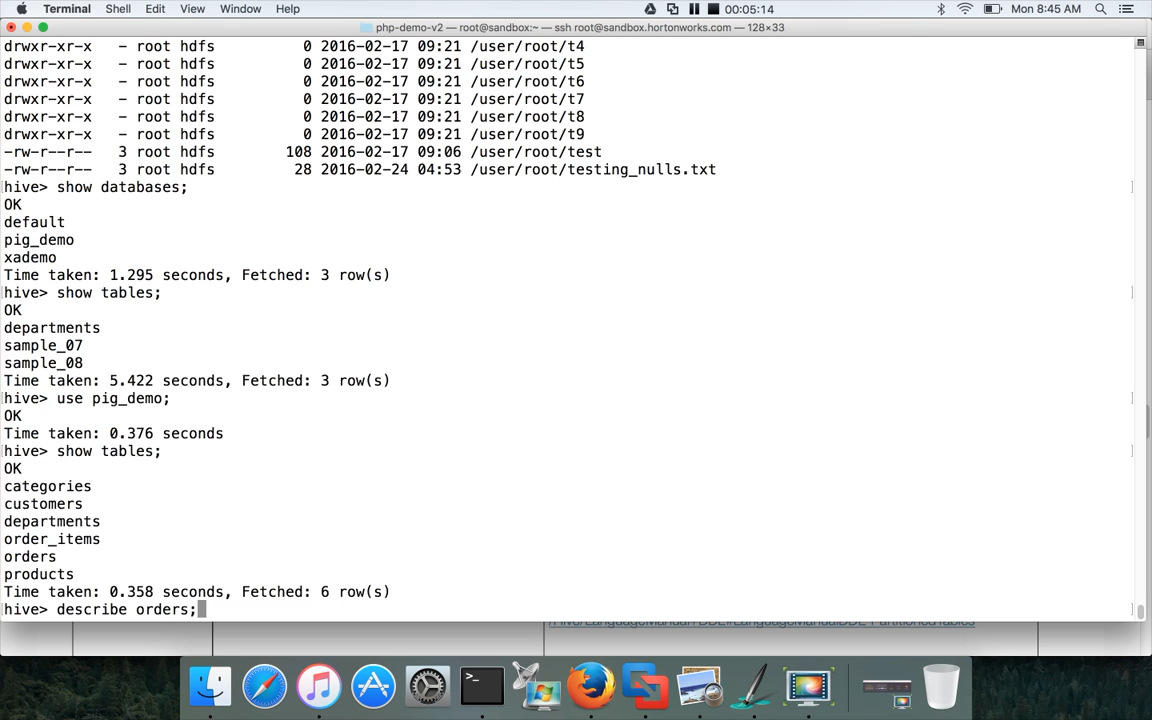 Terminal Shell Edit View Window Help 00:05:14 Mon 8:45 AM
php-demo-v2 — root@sandbox:~ — ssh root@sandbox.hortonworks.com — 128×33
drwxr-xr-x - root hdfs 0 2016-02-17 09:21 /user/root/t4
drwxr-xr-x - root hdfs 0 2016-02-17 09:21 /user/root/t5
drwxr-xr-x - root hdfs 0 2016-02-17 09:21 /user/root/t6
drwxr-xr-x - root hdfs 0 2016-02-17 09:21 /user/root/t7
drwxr-xr-x - root hdfs 0 2016-02-17 09:21 /user/root/t8
drwxr-xr-x - root hdfs 0 2016-02-17 09:21 /user/root/t9
-rw-r--r-- 3 root hdfs 108 2016-02-17 09:06 /user/root/test
-rw-r--r-- 3 root hdfs 28 2016-02-24 04:53 /user/root/testing_nulls.txt
hive> show databases;
OK
default
pig_demo
xademo
Time taken: 1.295 seconds, Fetched: 3 row(s)
hive> show tables;
OK
departments
sample_07
sample_08
Time taken: 5.422 seconds, Fetched: 3 row(s)
hive> use pig_demo;
OK
Time taken: 0.376 seconds
hive> show tables;
OK
categories
customers
departments
order_items
orders
products
Time taken: 0.358 seconds, Fetched: 6 row(s)
hive> describe orders;